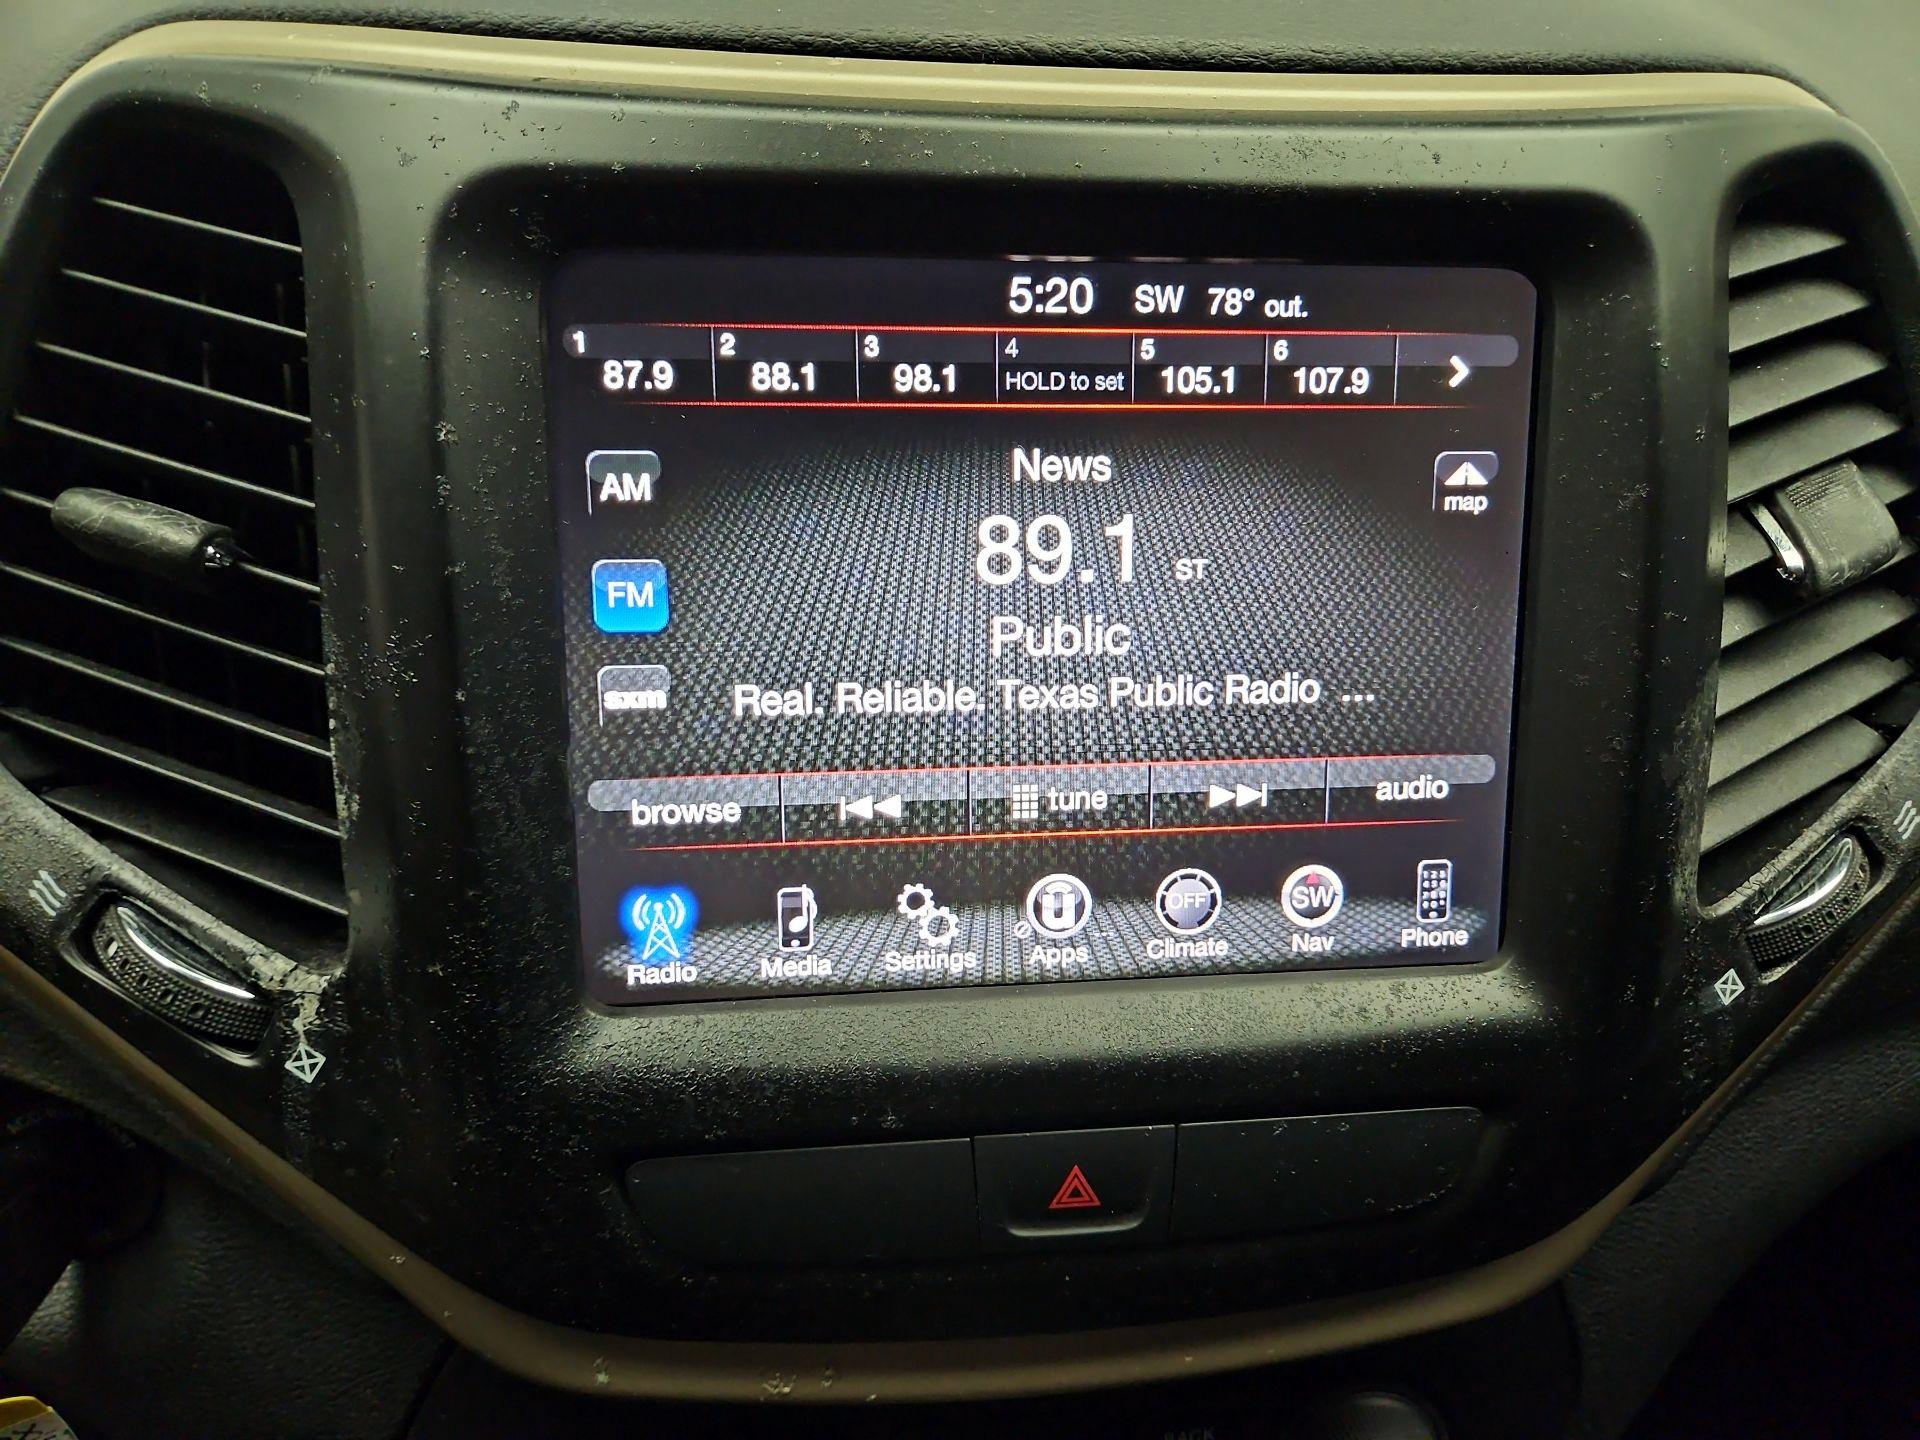 5:20 SW 78° out.
1 2 3 4 5 6
87.9 88.1 98.1 HOLD to set 105.1 107.9
News
AM
map
89.1 ST
FM
Public
sxm
Real. Reliable. Texas Public Radio ...
browse tune audio
OFF SW
Radio Media Settings Apps Climate Nav Phone
BACK